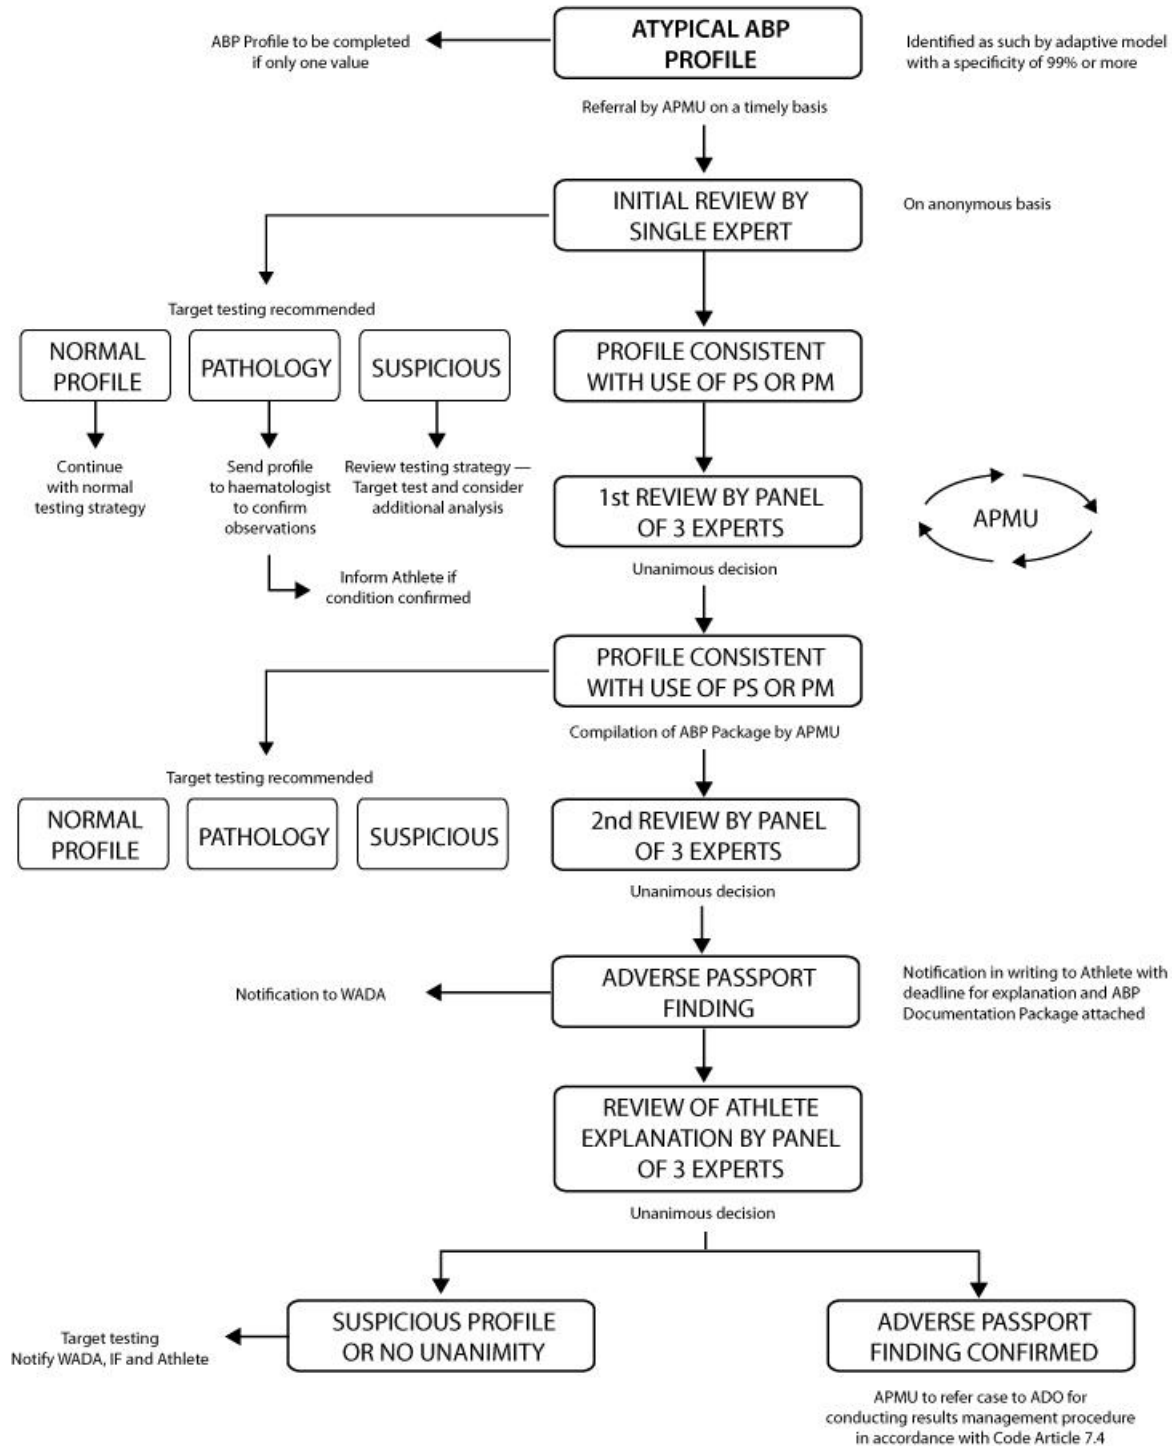 ATYPICAL ABP
PROFILE
ABP Profile to be completed
if only one value
Identified as such by adaptive model
with a specificity of 99% or more
Referral by APMU on a timely basis
INITIAL REVIEW BY
SINGLE EXPERT
On anonymous basis
Target testing recommended
NORMAL
PROFILE
PATHOLOGY
SUSPICIOUS
PROFILE CONSISTENT
WITH USE OF PS OR PM
Continue
with normal
testing strategy
Send profile
to haematologist
to confirm
observations
Review testing strategy —
Target test and consider
additional analysis
1st REVIEW BY PANEL
OF 3 EXPERTS
APMU
Unanimous decision
Inform Athlete if
condition confirmed
PROFILE CONSISTENT
WITH USE OF PS OR PM
Compilation of ABP Package by APMU
Target testing recommended
NORMAL
PROFILE
PATHOLOGY
SUSPICIOUS
2nd REVIEW BY PANEL
OF 3 EXPERTS
Unanimous decision
ADVERSE PASSPORT
FINDING
Notification to WADA
Notification in writing to Athlete with
deadline for explanation and ABP
Documentation Package attached
REVIEW OF ATHLETE
EXPLANATION BY PANEL
OF 3 EXPERTS
Unanimous decision
SUSPICIOUS PROFILE
OR NO UNANIMITY
Target testing
Notify WADA, IF and Athlete
ADVERSE PASSPORT
FINDING CONFIRMED
APMU to refer case to ADO for
conducting results management procedure
in accordance with Code Article 7.4